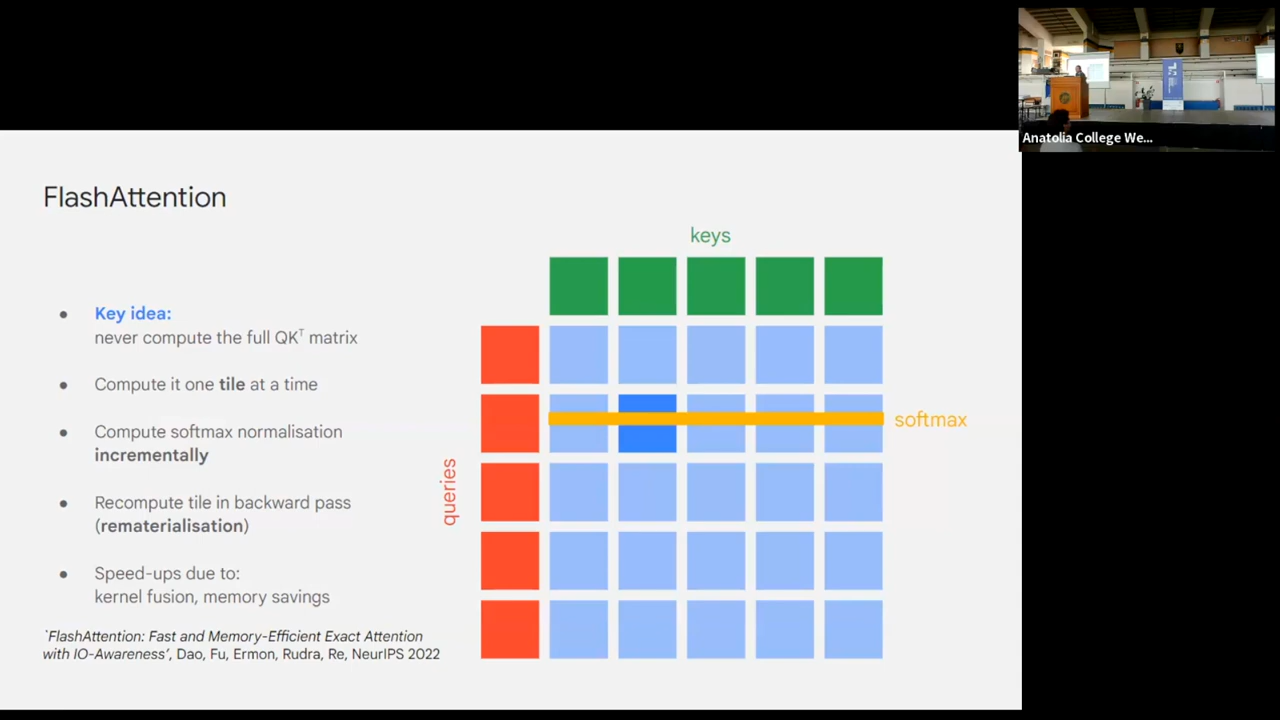 Anatolia College We...
FlashAttention
keys
Key idea:
never compute the full QKᵀ matrix
Compute it one tile at a time
Compute softmax normalisation
incrementally
softmax
queries
Recompute tile in backward pass
(rematerialisation)
Speed-ups due to:
kernel fusion, memory savings
`FlashAttention: Fast and Memory-Efficient Exact Attention
with IO-Awareness’, Dao, Fu, Ermon, Rudra, Re, NeurIPS 2022